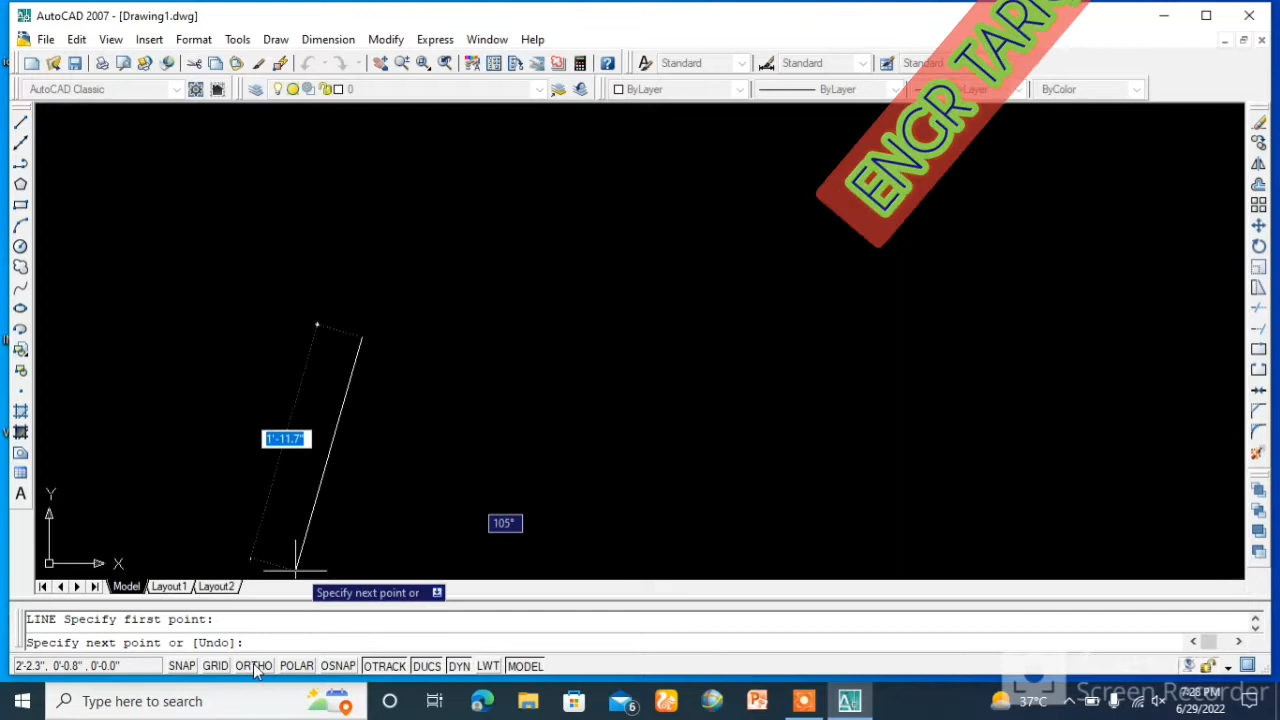 AutoCAD 2007 - [Drawing1.dwg]
File Edit View Insert Format Tools Draw Dimension Modify Express Window Help
Standard Standard Standard
AutoCAD Classic 0 ByLayer ByLayer ByLayer ByColor
ENGR TARIQ
1'-11.7"
105°
Y
X
Model Layout1 Layout2
Specify next point or
LINE Specify first point:
Specify next point or [Undo]:
2'-2.3", 0'-0.8", 0'-0.0" SNAP GRID ORTHO POLAR OSNAP OTRACK DUCS DYN LWT MODEL
Screen Recorder
Type here to search 6 37°C 7:28 PM
6/29/2022